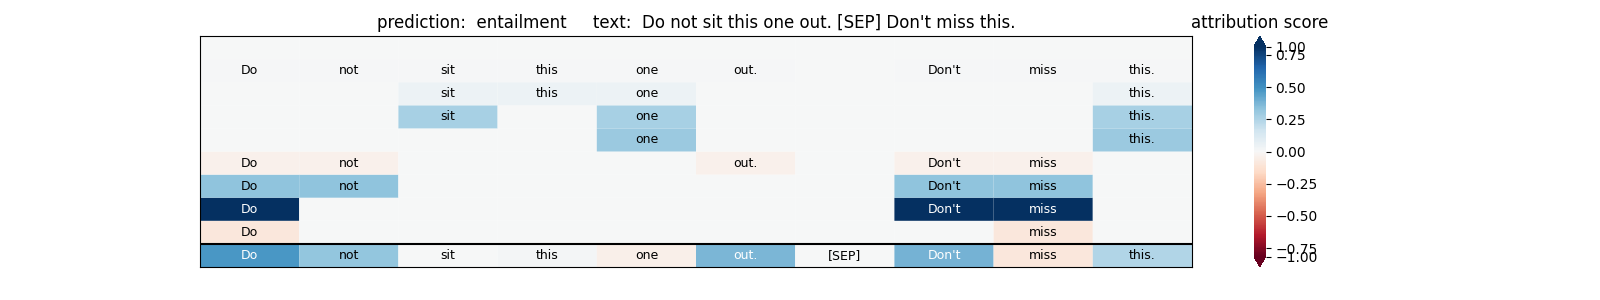 prediction:  entailment     text:  Do not sit this one out. [SEP] Don't miss this.
attribution score
Do not sit this one out. Don't miss this.
sit this one this.
sit one this.
one this.
Do not out. Don't miss
Do not Don't miss
Do Don't miss
Do miss
Do not sit this one out. [SEP] Don't miss this.
1.00
0.75
0.50
0.25
0.00
−0.25
−0.50
−0.75
−1.00